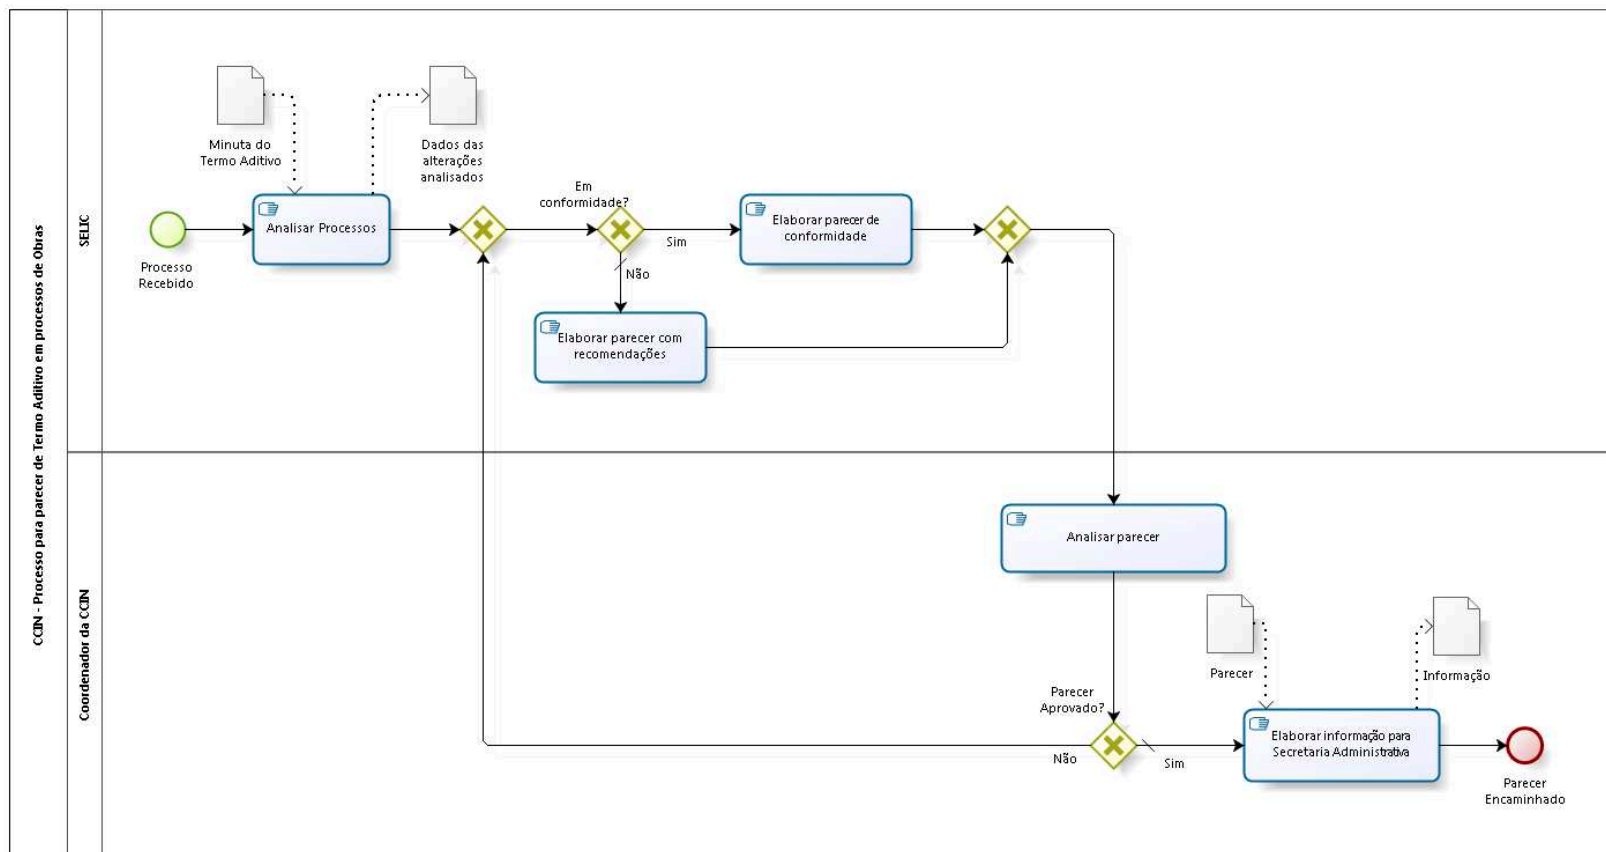 CCIN - Processo para parecer de Termo Aditivo em processos de Obras
SELIC
Minuta do
Termo Aditivo
Dados das
alterações
analisados
Processo
Recebido
Analisar Processos
Em
conformidade?
Sim
Não
Elaborar parecer de
conformidade
Elaborar parecer com
recomendações
Coordenador da CCIN
Analisar parecer
Parecer
Aprovado?
Não
Sim
Parecer
Informação
Elaborar informação para
Secretaria Administrativa
Parecer
Encaminhado